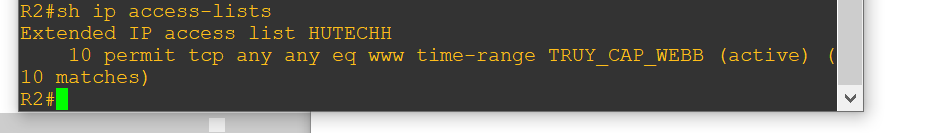 R2#sh ip access-lists
Extended IP access list HUTECHH
    10 permit tcp any any eq www time-range TRUY_CAP_WEBB (active) (
10 matches)
R2#